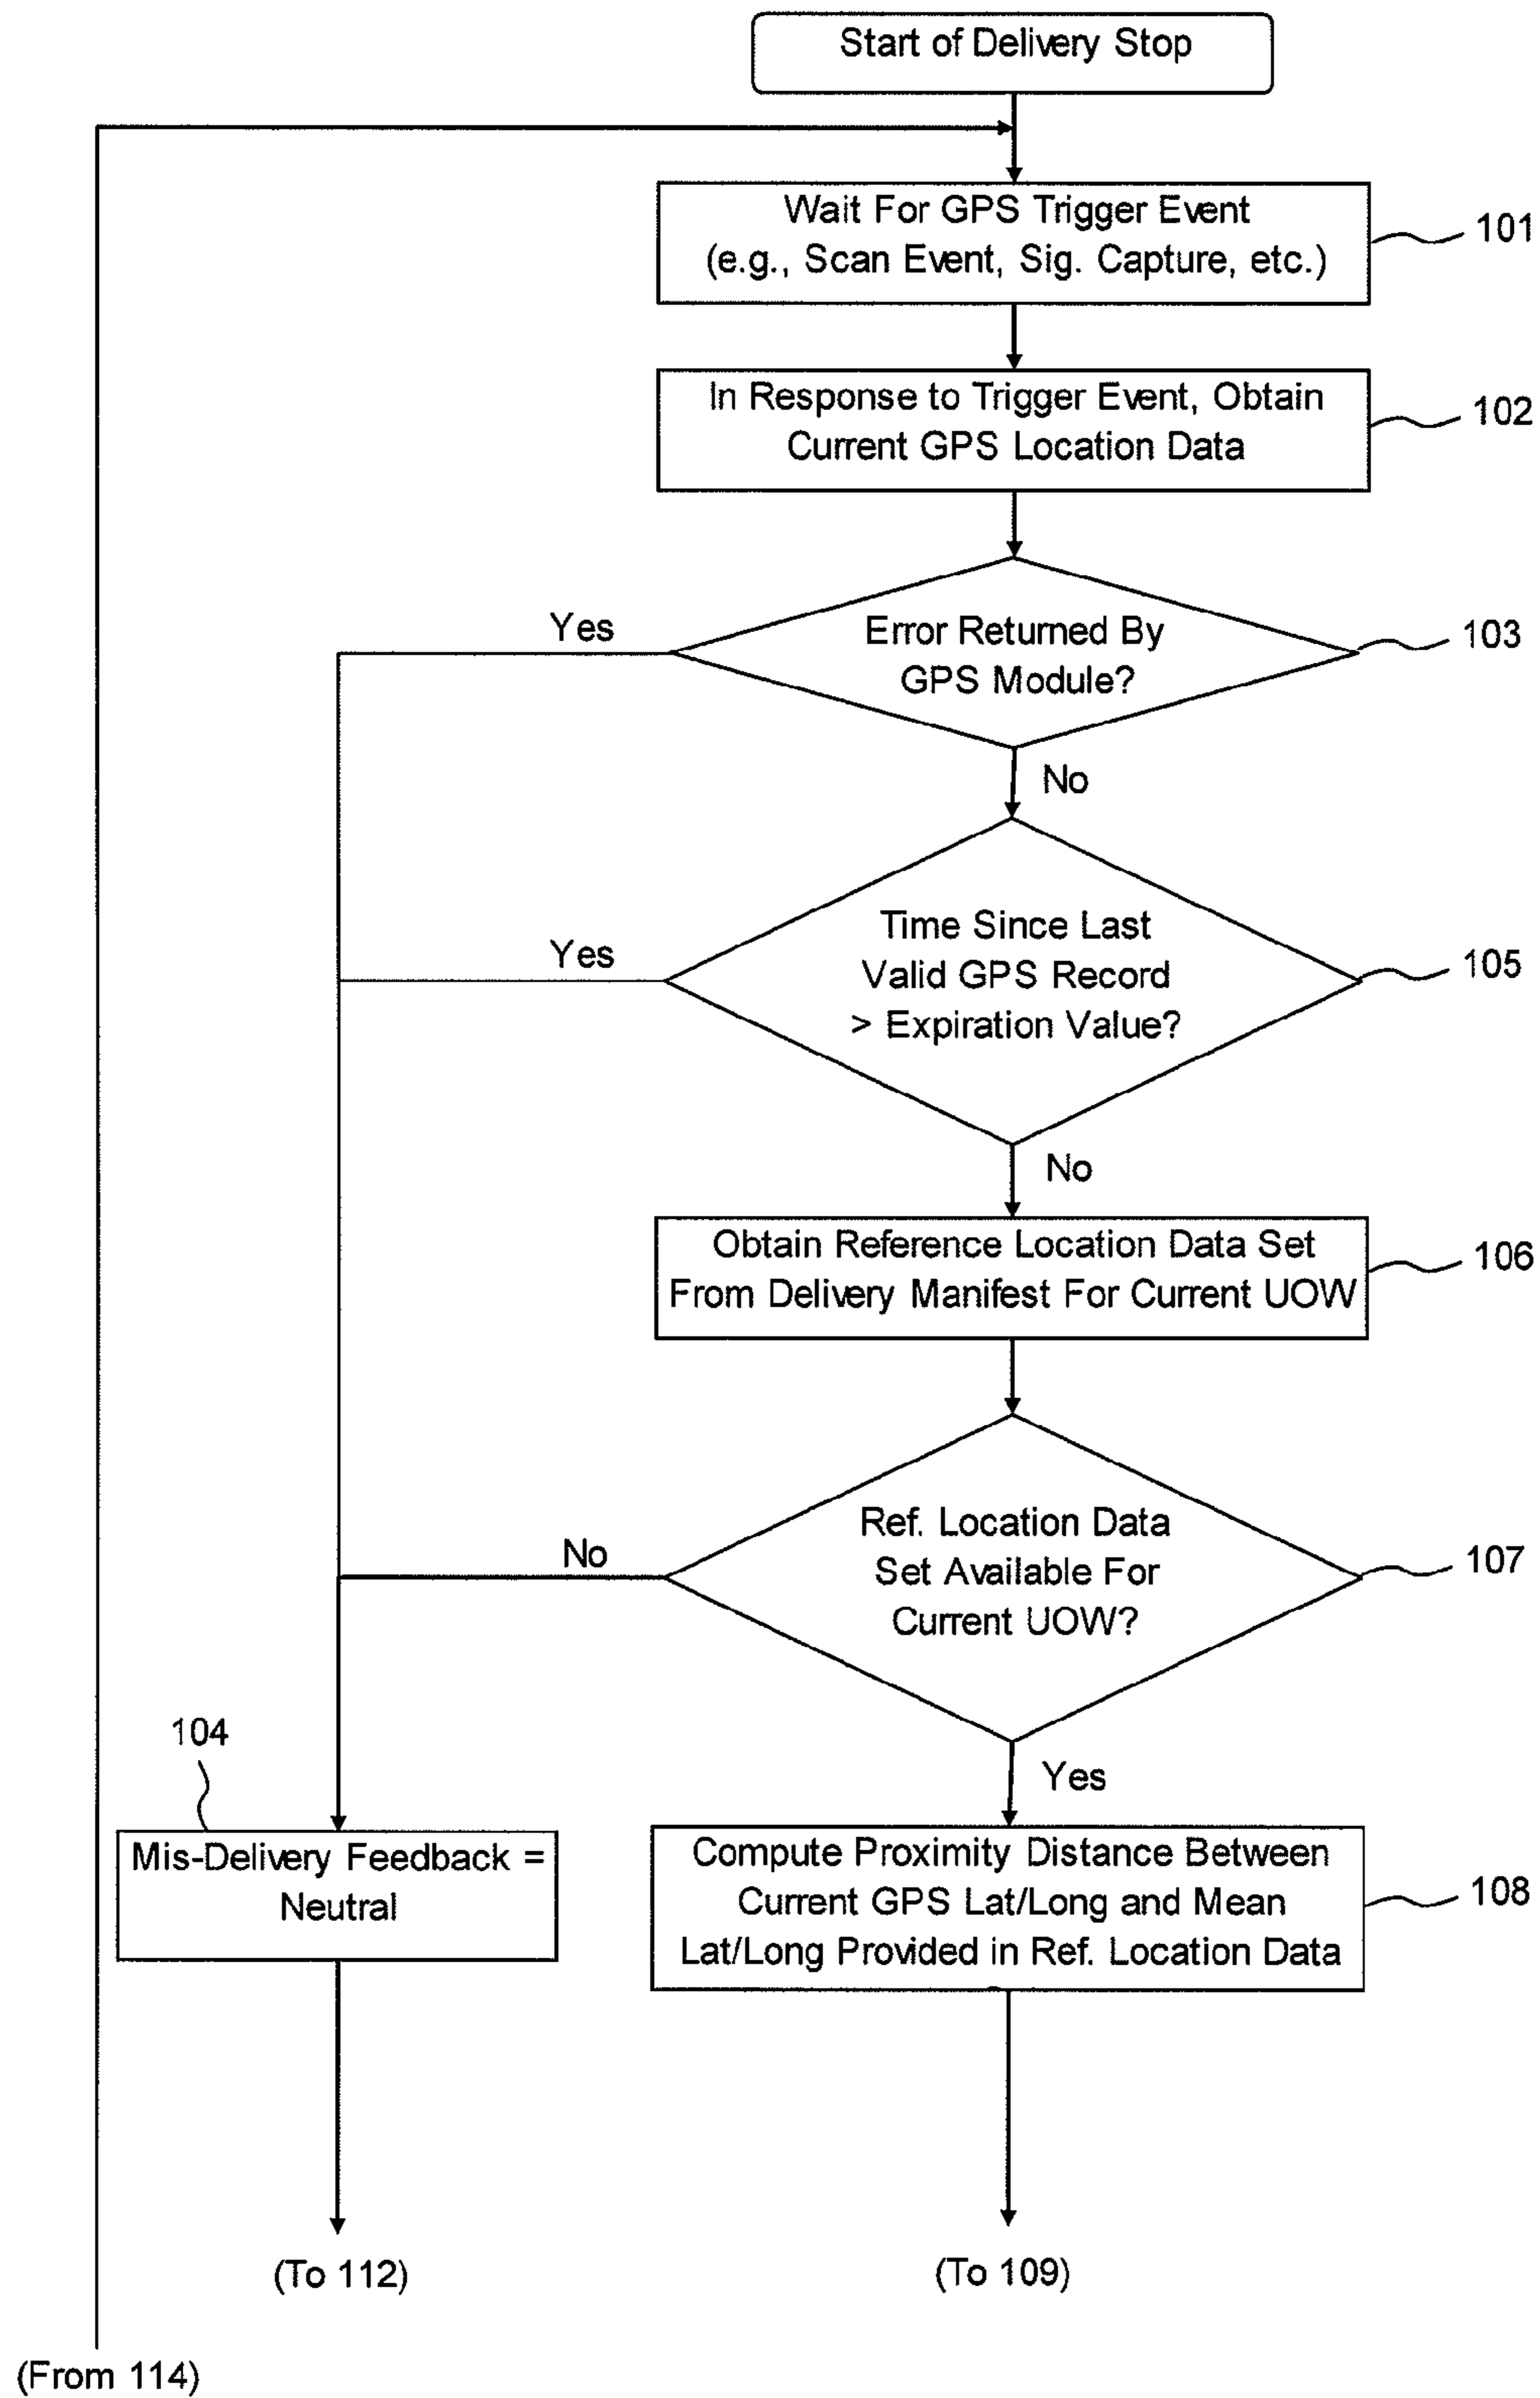 Start of Delivery Stop
Wait For GPS Trigger Event
(e.g., Scan Event, Sig. Capture, etc.)
101
In Response to Trigger Event, Obtain
Current GPS Location Data
102
Yes
Error Returned By
GPS Module?
103
No
Yes
Time Since Last
Valid GPS Record
> Expiration Value?
105
No
Obtain Reference Location Data Set
From Delivery Manifest For Current UOW
106
No
Ref. Location Data
Set Available For
Current UOW?
107
Yes
104
Mis-Delivery Feedback =
Neutral
Compute Proximity Distance Between
Current GPS Lat/Long and Mean
Lat/Long Provided in Ref. Location Data
108
(To 112)
(To 109)
(From 114)